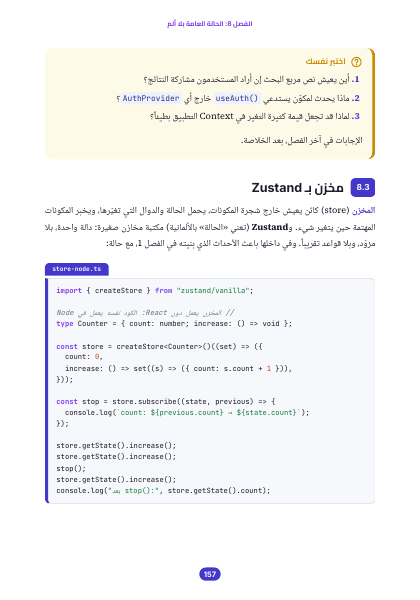 الفصل 8: الحالة العامة بلا ألم
اختبر نفسك
1. أين يعيش نص مربع البحث إن أراد المستخدمون مشاركة النتائج؟
2. ماذا يحدث لمكوّن يستدعي useAuth() خارج أي AuthProvider؟
3. لماذا قد تجعل قيمة كثيرة التغير في Context التطبيق بطيئاً؟
الإجابات في آخر الفصل، بعد الخلاصة.
8.3 مخزن بـ Zustand
المخزن (store) كائن يعيش خارج شجرة المكونات، يحمل الحالة والدوال التي تغيّرها، ويخبر المكونات
المهتمة حين يتغير شيء. وZustand (تعني «الحالة» بالألمانية) مكتبة مخازن صغيرة: دالة واحدة، بلا
مزوّد، وبلا قواعد تقريباً. وفي داخلها باعث الأحداث الذي بنيته في الفصل 1، مع حالة:
store-node.ts
import { createStore } from "zustand/vanilla";
// المخزن يعمل دون React: الكود نفسه يعمل في Node
type Counter = { count: number; increase: () => void };
const store = createStore<Counter>()((set) => ({
count: 0,
increase: () => set((s) => ({ count: s.count + 1 })),
}));
const stop = store.subscribe((state, previous) => {
console.log(`count: ${previous.count} → ${state.count}`);
});
store.getState().increase();
store.getState().increase();
stop();
store.getState().increase();
console.log("بعد stop():", store.getState().count);
157